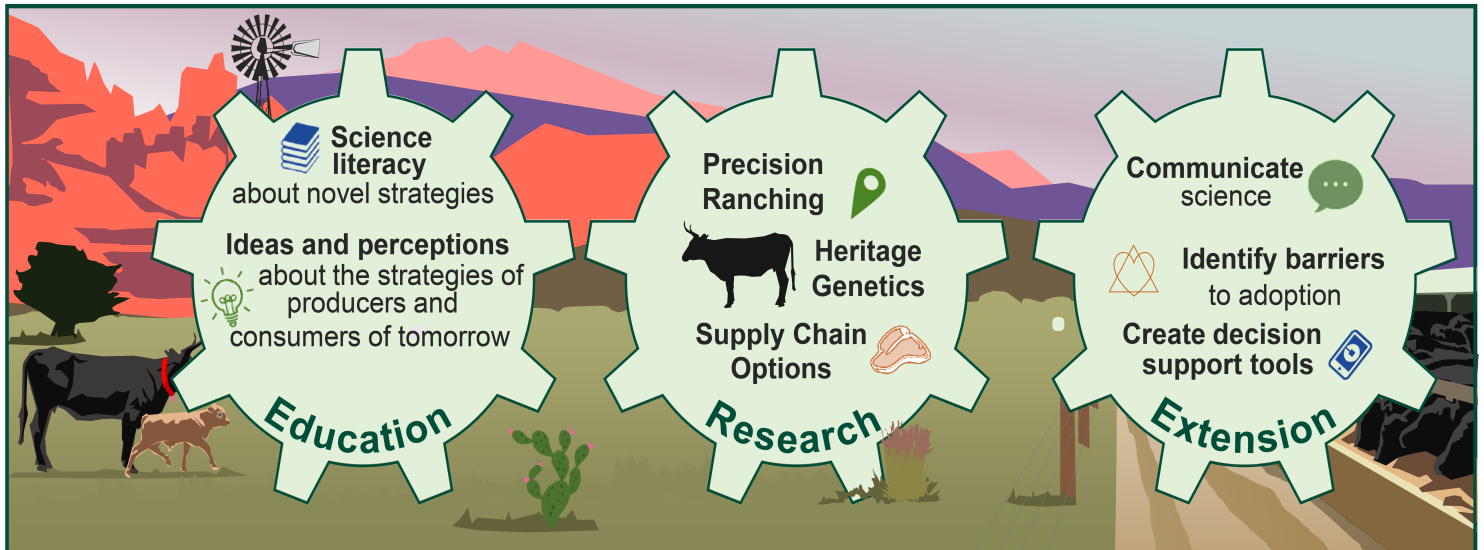 Science
literacy
about novel strategies
Ideas and perceptions
about the strategies of
producers and
consumers of tomorrow
Education
Precision
Ranching
Heritage
Genetics
Supply Chain
Options
Research
Communicate
science
Identify barriers
to adoption
Create decision
support tools
Extension